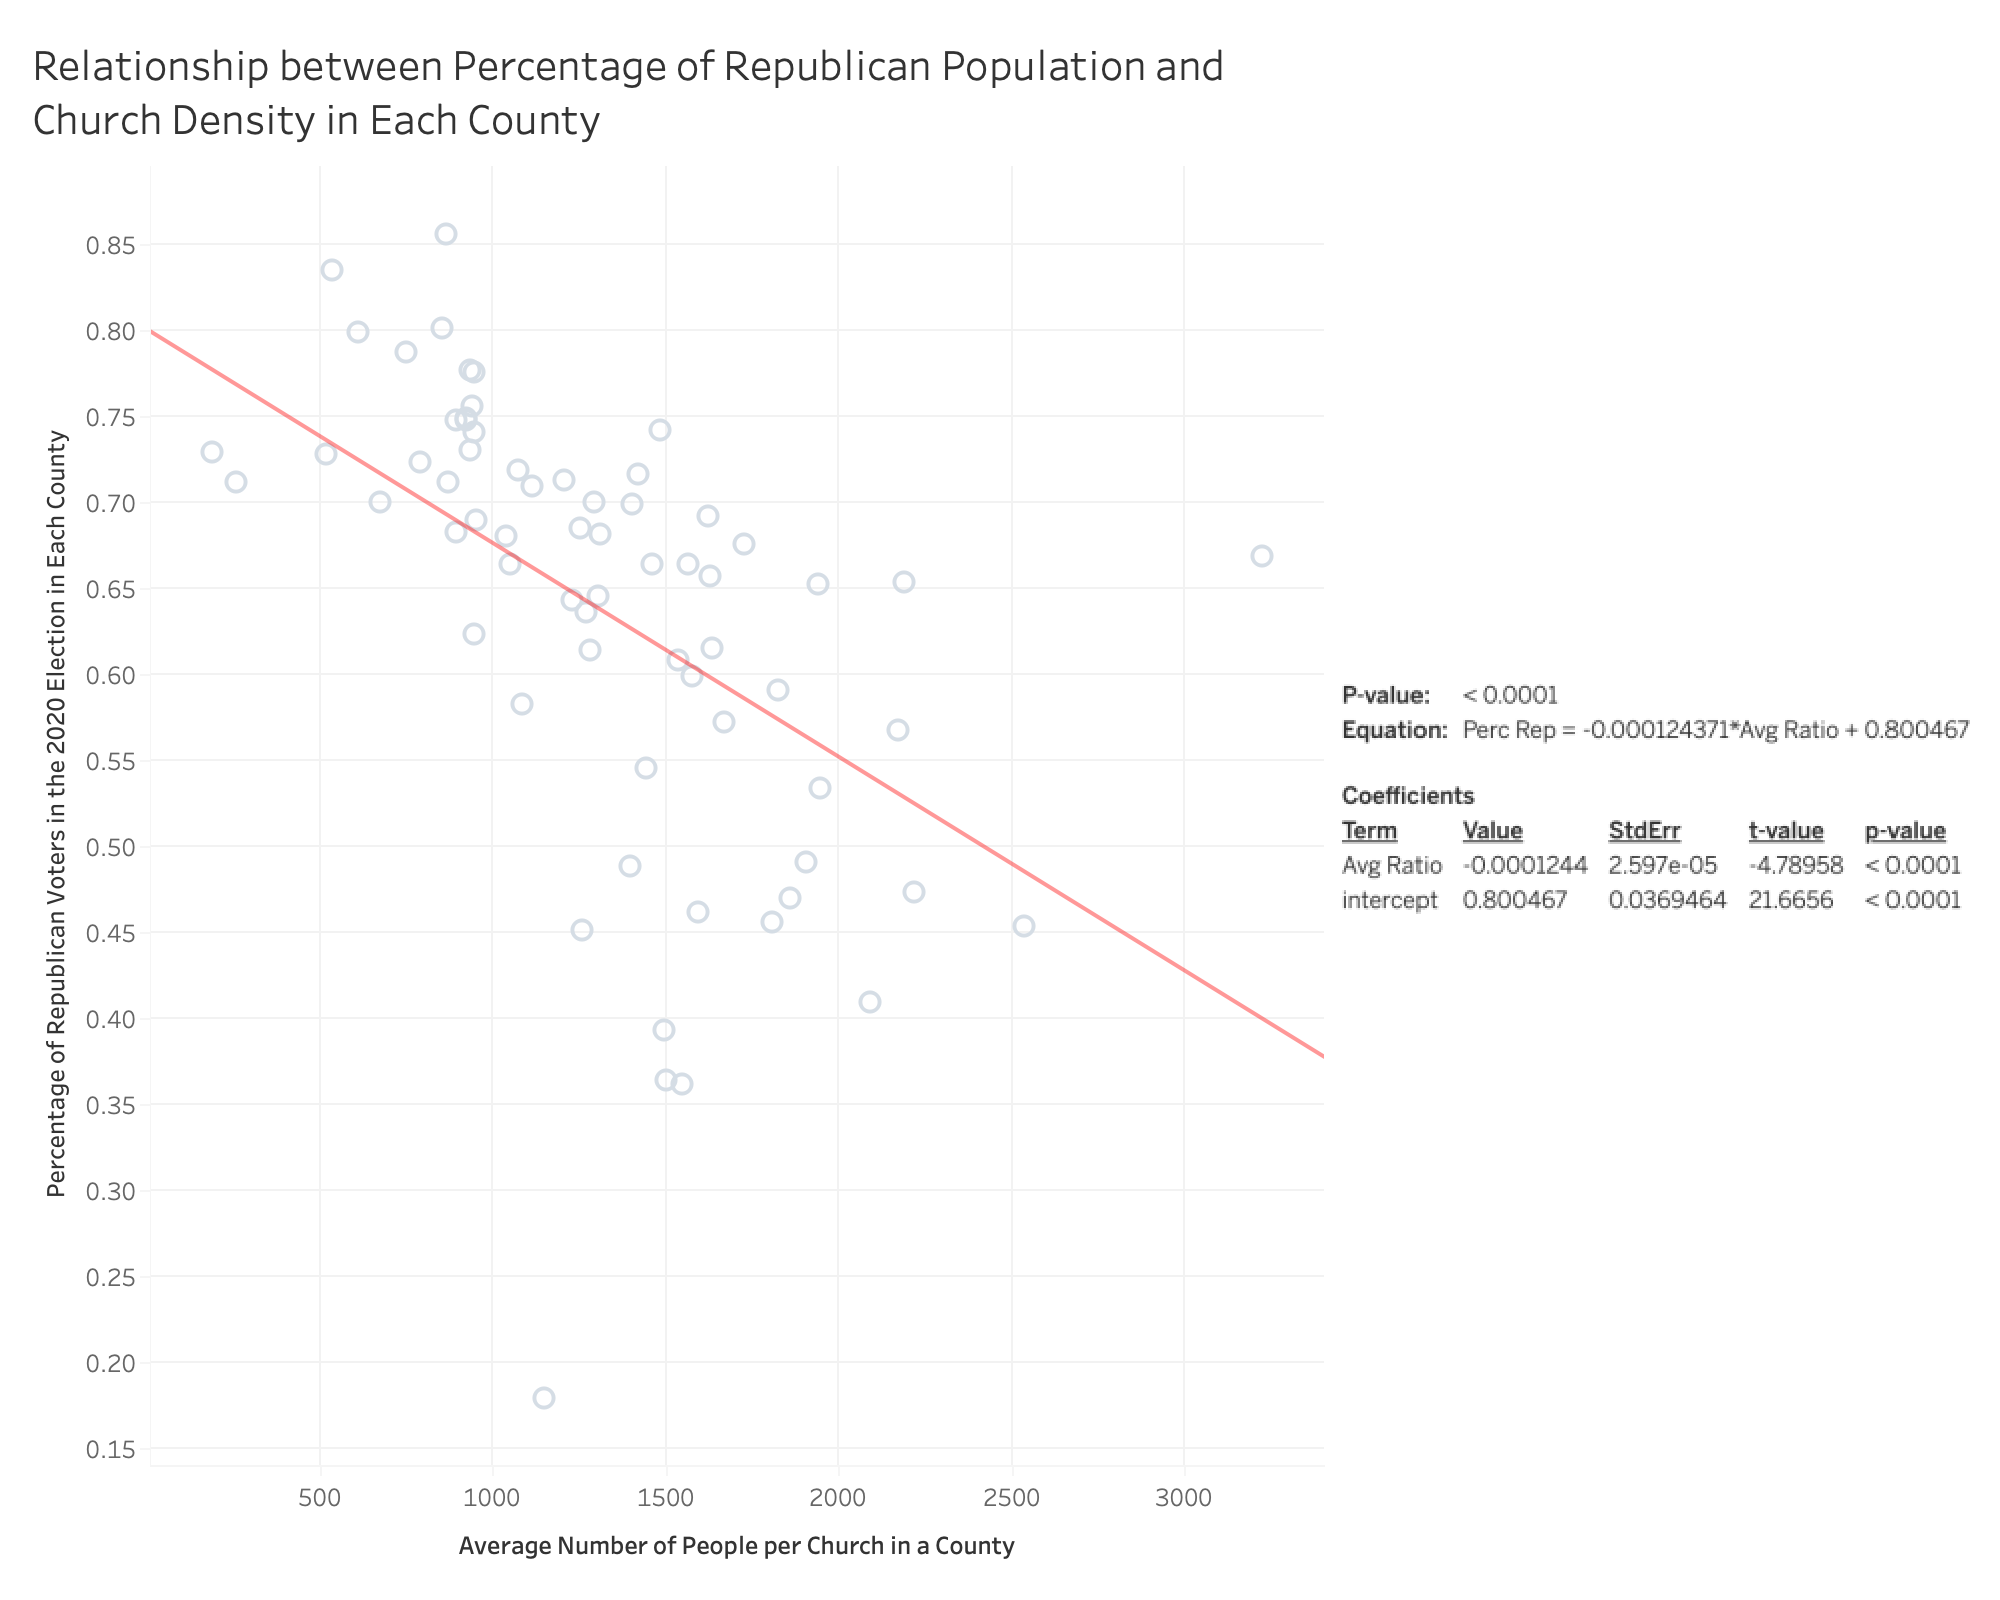 Relationship between Percentage of Republican Population and
Church Density in Each County
Percentage of Republican Voters in the 2020 Election in Each County
0.85
0.80
0.75
0.70
0.65
0.60
0.55
0.50
0.45
0.40
0.35
0.30
0.25
0.20
0.15
500 1000 1500 2000 2500 3000
Average Number of People per Church in a County
P-value: < 0.0001
Equation: Perc Rep = -0.000124371*Avg Ratio + 0.800467
Coefficients
Term Value StdErr t-value p-value
Avg Ratio -0.0001244 2.597e-05 -4.78958 < 0.0001
intercept 0.800467 0.0369464 21.6656 < 0.0001